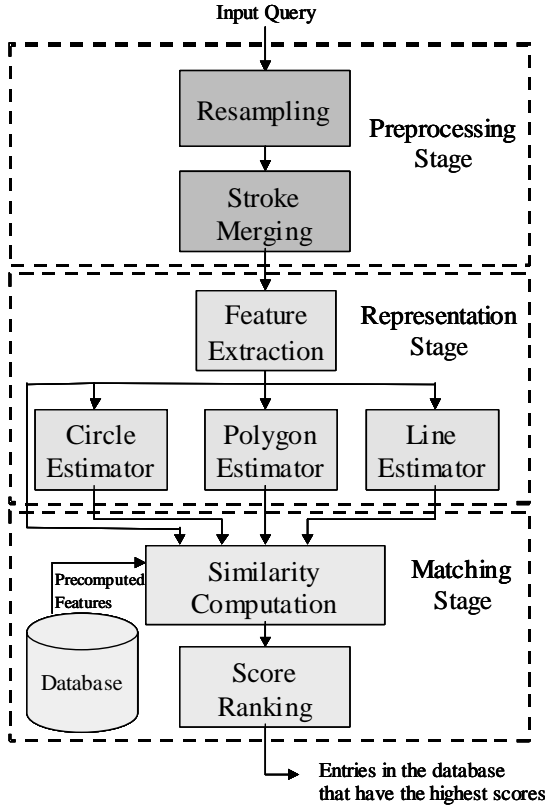 Input Query
Resampling
Preprocessing
Stage
Stroke
Merging
Feature
Extraction
Representation
Stage
Circle
Estimator
Polygon
Estimator
Line
Estimator
Precomputed
Features
Similarity
Computation
Matching
Stage
Database
Score
Ranking
Entries in the database
that have the highest scores